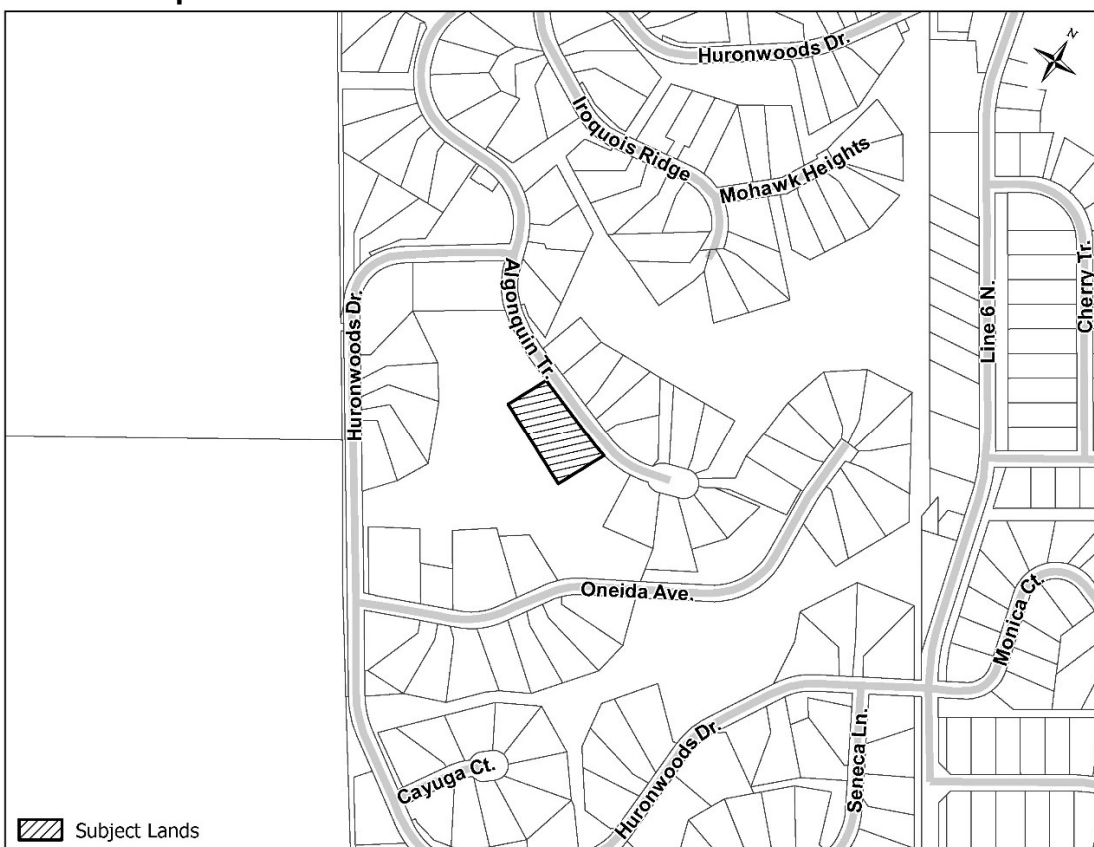 N
Huronwoods Dr.
Iroquois Ridge
Mohawk Heights
Algonquin Tr.
Huronwoods Dr.
Line 6 N.
Cherry Tr.
Oneida Ave.
Monica Ct.
Huronwoods Dr.
Seneca Ln.
Cayuga Ct.
Subject Lands